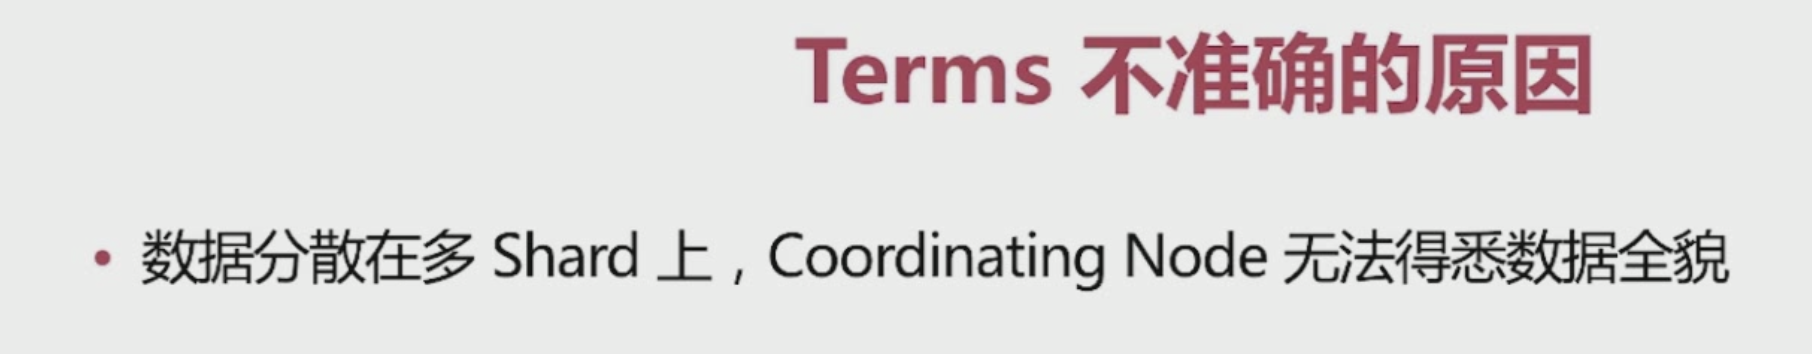 Terms 不准确的原因
• 数据分散在多 Shard 上，Coordinating Node 无法得悉数据全貌